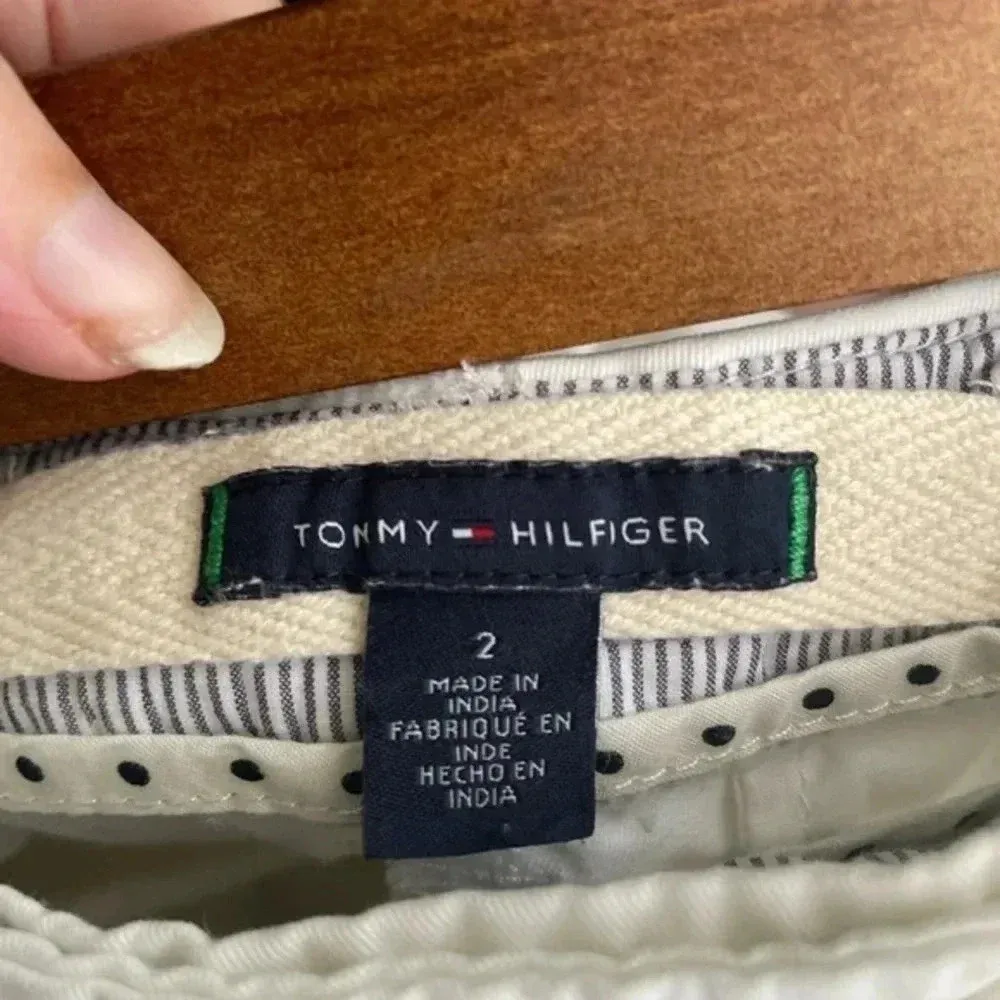 TOMMY HILFIGER
2
MADE IN
INDIA
FABRIQUÉ EN
INDE
HECHO EN
INDIA